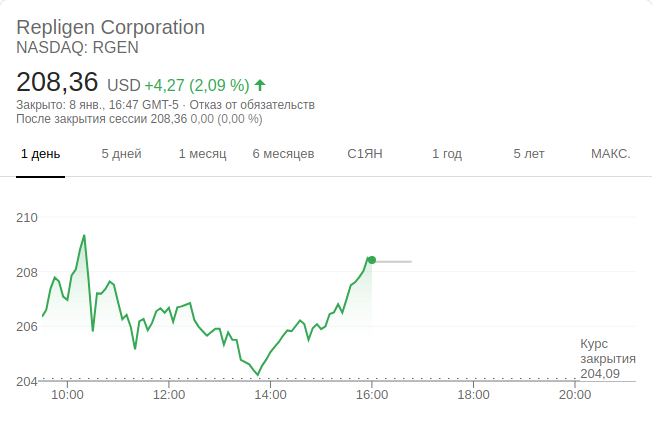 Repligen Corporation
NASDAQ: RGEN
208,36 USD +4,27 (2,09 %)
Закрыто: 8 янв., 16:47 GMT-5 · Отказ от обязательств
После закрытия сессии 208,36 0,00 (0,00 %)
1 день 5 дней 1 месяц 6 месяцев С1ЯН 1 год 5 лет МАКС.
210
208
206
Курс
закрытия
204,09
204
10:00 12:00 14:00 16:00 18:00 20:00